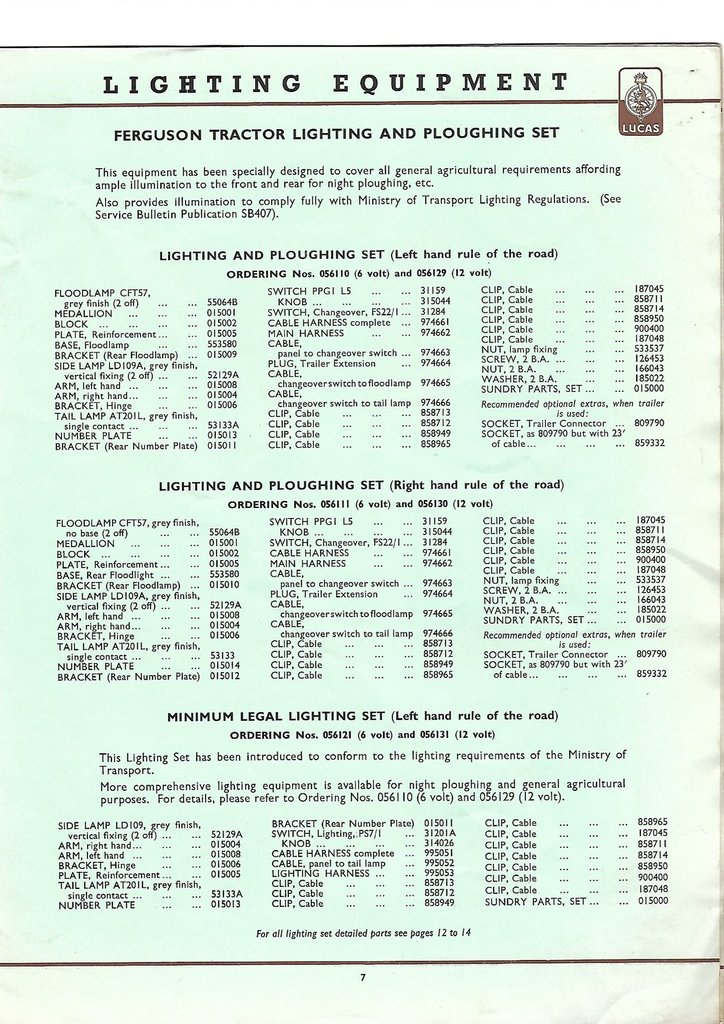 LIGHTING EQUIPMENT
LUCAS
FERGUSON TRACTOR LIGHTING AND PLOUGHING SET
This equipment has been specially designed to cover all general agricultural requirements affording
ample illumination to the front and rear for night ploughing, etc.
Also provides illumination to comply fully with Ministry of Transport Lighting Regulations. (See
Service Bulletin Publication SB407).
LIGHTING AND PLOUGHING SET (Left hand rule of the road)
ORDERING Nos. 056110 (6 volt) and 056129 (12 volt)
FLOODLAMP CFT57,
grey finish (2 off) ... ... 55064B
MEDALLION ... ... ... 015001
BLOCK ... ... ... ... 015002
PLATE, Reinforcement ... ... 015005
BASE, Floodlamp ... ... 553580
BRACKET (Rear Floodlamp) ... 015009
SIDE LAMP LD109A, grey finish,
vertical fixing (2 off) ... ... 52129A
ARM, left hand ... ... ... 015008
ARM, right hand ... ... ... 015004
BRACKET, Hinge ... ... 015006
TAIL LAMP AT201L, grey finish,
single contact ... ... ... 53133A
NUMBER PLATE ... ... 015013
BRACKET (Rear Number Plate) 015011
SWITCH PPG1 L5 ... ... 31159
KNOB ... ... ... ... 315044
SWITCH, Changeover, FS22/1 ... 31284
CABLE HARNESS complete ... 974661
MAIN HARNESS ... ... 974662
CABLE,
panel to changeover switch ... 974663
PLUG, Trailer Extension ... 974664
CABLE,
changeover switch to floodlamp 974665
CABLE,
changeover switch to tail lamp 974666
CLIP, Cable ... ... ... 858713
CLIP, Cable ... ... ... 858712
CLIP, Cable ... ... ... 858949
CLIP, Cable ... ... ... 858965
CLIP, Cable ... ... ... 187045
CLIP, Cable ... ... ... 858711
CLIP, Cable ... ... ... 858714
CLIP, Cable ... ... ... 858950
CLIP, Cable ... ... ... 900400
CLIP, Cable ... ... ... 187048
NUT, lamp fixing ... ... 533537
SCREW, 2 B.A. ... ... ... 126453
NUT, 2 B.A. ... ... ... 166043
WASHER, 2 B.A. ... ... 185022
SUNDRY PARTS, SET ... ... 015000
Recommended optional extras, when trailer
is used:
SOCKET, Trailer Connector ... 809790
SOCKET, as 809790 but with 23′
of cable ... ... ... ... 859332
LIGHTING AND PLOUGHING SET (Right hand rule of the road)
ORDERING Nos. 056111 (6 volt) and 056130 (12 volt)
FLOODLAMP CFT57, grey finish,
no base (2 off) ... ... 55064B
MEDALLION ... ... ... 015001
BLOCK ... ... ... ... 015002
PLATE, Reinforcement ... ... 015005
BASE, Rear Floodlight ... ... 553580
BRACKET (Rear Floodlamp) ... 015010
SIDE LAMP LD109A, grey finish,
vertical fixing (2 off) ... ... 52129A
ARM, left hand ... ... ... 015008
ARM, right hand ... ... ... 015004
BRACKET, Hinge ... ... 015006
TAIL LAMP AT201L, grey finish,
single contact ... ... ... 53133
NUMBER PLATE ... ... 015014
BRACKET (Rear Number Plate) 015012
SWITCH PPG1 L5 ... ... 31159
KNOB ... ... ... ... 315044
SWITCH, Changeover, FS22/1 ... 31284
CABLE HARNESS ... ... 974661
MAIN HARNESS ... ... 974662
CABLE,
panel to changeover switch ... 974663
PLUG, Trailer Extension ... 974664
CABLE,
changeover switch to floodlamp 974665
CABLE,
changeover switch to tail lamp 974666
CLIP, Cable ... ... ... 858713
CLIP, Cable ... ... ... 858712
CLIP, Cable ... ... ... 858949
CLIP, Cable ... ... ... 858965
CLIP, Cable ... ... ... 187045
CLIP, Cable ... ... ... 858711
CLIP, Cable ... ... ... 858714
CLIP, Cable ... ... ... 858950
CLIP, Cable ... ... ... 900400
CLIP, Cable ... ... ... 187048
NUT, lamp fixing ... ... 533537
SCREW, 2 B.A. ... ... ... 126453
NUT, 2 B.A. ... ... ... 166043
WASHER, 2 B.A. ... ... 185022
SUNDRY PARTS, SET ... ... 015000
Recommended optional extras, when trailer
is used:
SOCKET, Trailer Connector ... 809790
SOCKET, as 809790 but with 23′
of cable ... ... ... ... 859332
MINIMUM LEGAL LIGHTING SET (Left hand rule of the road)
ORDERING Nos. 056121 (6 volt) and 056131 (12 volt)
This Lighting Set has been introduced to conform to the lighting requirements of the Ministry of
Transport.
More comprehensive lighting equipment is available for night ploughing and general agricultural
purposes. For details, please refer to Ordering Nos. 056110 (6 volt) and 056129 (12 volt).
SIDE LAMP LD109, grey finish,
vertical fixing (2 off) ... ... 52129A
ARM, right hand ... ... ... 015004
ARM, left hand ... ... ... 015008
BRACKET, Hinge ... ... 015006
PLATE, Reinforcement ... ... 015005
TAIL LAMP AT201L, grey finish,
single contact ... ... ... 53133A
NUMBER PLATE ... ... 015013
BRACKET (Rear Number Plate) 015011
SWITCH, Lighting, PS7/1 ... 31201A
KNOB ... ... ... ... 314026
CABLE HARNESS complete ... 995051
CABLE, panel to tail lamp ... 995052
LIGHTING HARNESS ... ... 995053
CLIP, Cable ... ... ... 858713
CLIP, Cable ... ... ... 858712
CLIP, Cable ... ... ... 858949
CLIP, Cable ... ... ... 858965
CLIP, Cable ... ... ... 187045
CLIP, Cable ... ... ... 858711
CLIP, Cable ... ... ... 858714
CLIP, Cable ... ... ... 858950
CLIP, Cable ... ... ... 900400
CLIP, Cable ... ... ... 187048
SUNDRY PARTS, SET ... ... 015000
For all lighting set detailed parts see pages 12 to 14
7